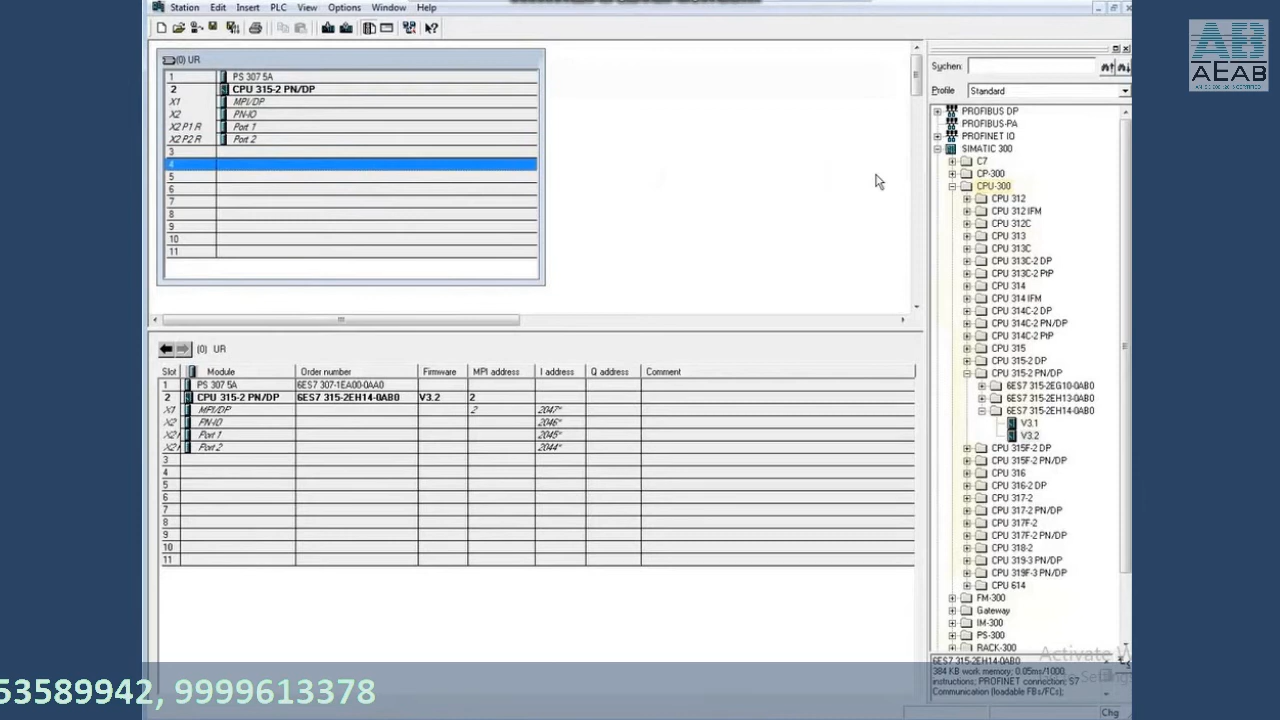 Station Edit Insert PLC View Options Window Help
(0) UR
1 PS 307 5A
2 CPU 315-2 PN/DP
X1 MPI/DP
X2 PN-IO
X2 P1 R Port 1
X2 P2 R Port 2
3
4
5
6
7
8
9
10
11
(0) UR
Slot Module Order number Firmware MPI address I address Q address Comment
1 PS 307 5A 6ES7 307-1EA00-0AA0
2 CPU 315-2 PN/DP 6ES7 315-2EH14-0AB0 V3.2 2
X1 MPI/DP 2 2047*
X2 PN-IO 2046*
X2 Port 1 2045*
X2 Port 2 2044*
3
4
5
6
7
8
9
10
11
Suchen:
Profile Standard
PROFIBUS DP
PROFIBUS-PA
PROFINET IO
SIMATIC 300
C7
CP-300
CPU-300
CPU 312
CPU 312 IFM
CPU 312C
CPU 313
CPU 313C
CPU 313C-2 DP
CPU 313C-2 PtP
CPU 314
CPU 314 IFM
CPU 314C-2 DP
CPU 314C-2 PN/DP
CPU 314C-2 PtP
CPU 315
CPU 315-2 DP
CPU 315-2 PN/DP
6ES7 315-2EG10-0AB0
6ES7 315-2EH13-0AB0
6ES7 315-2EH14-0AB0
V3.1
V3.2
CPU 315F-2 DP
CPU 315F-2 PN/DP
CPU 316
CPU 316-2 DP
CPU 317-2
CPU 317-2 PN/DP
CPU 317F-2
CPU 317F-2 PN/DP
CPU 318-2
CPU 319-3 PN/DP
CPU 319F-3 PN/DP
CPU 614
FM-300
Gateway
IM-300
PS-300
RACK-300
6ES7 315-2EH14-0AB0
384 KB work memory; 0.05ms/1000
instructions; PROFINET connection; S7
Communication (loadable FBs/FCs);
Activate W
Chg
AEAB
53589942, 9999613378